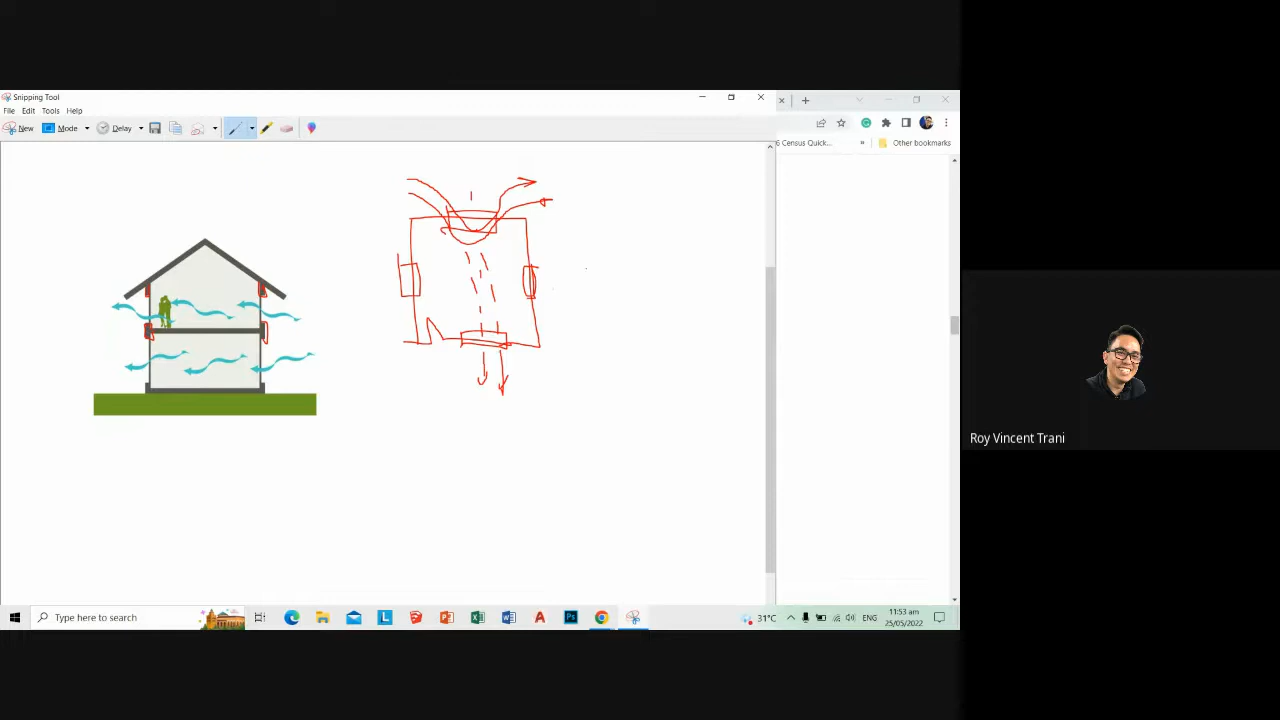 Snipping Tool
File Edit Tools Help
New Mode Delay
6 Census Quick... » Other bookmarks
Roy Vincent Trani
Type here to search
31°C ENG 11:53 am
25/05/2022